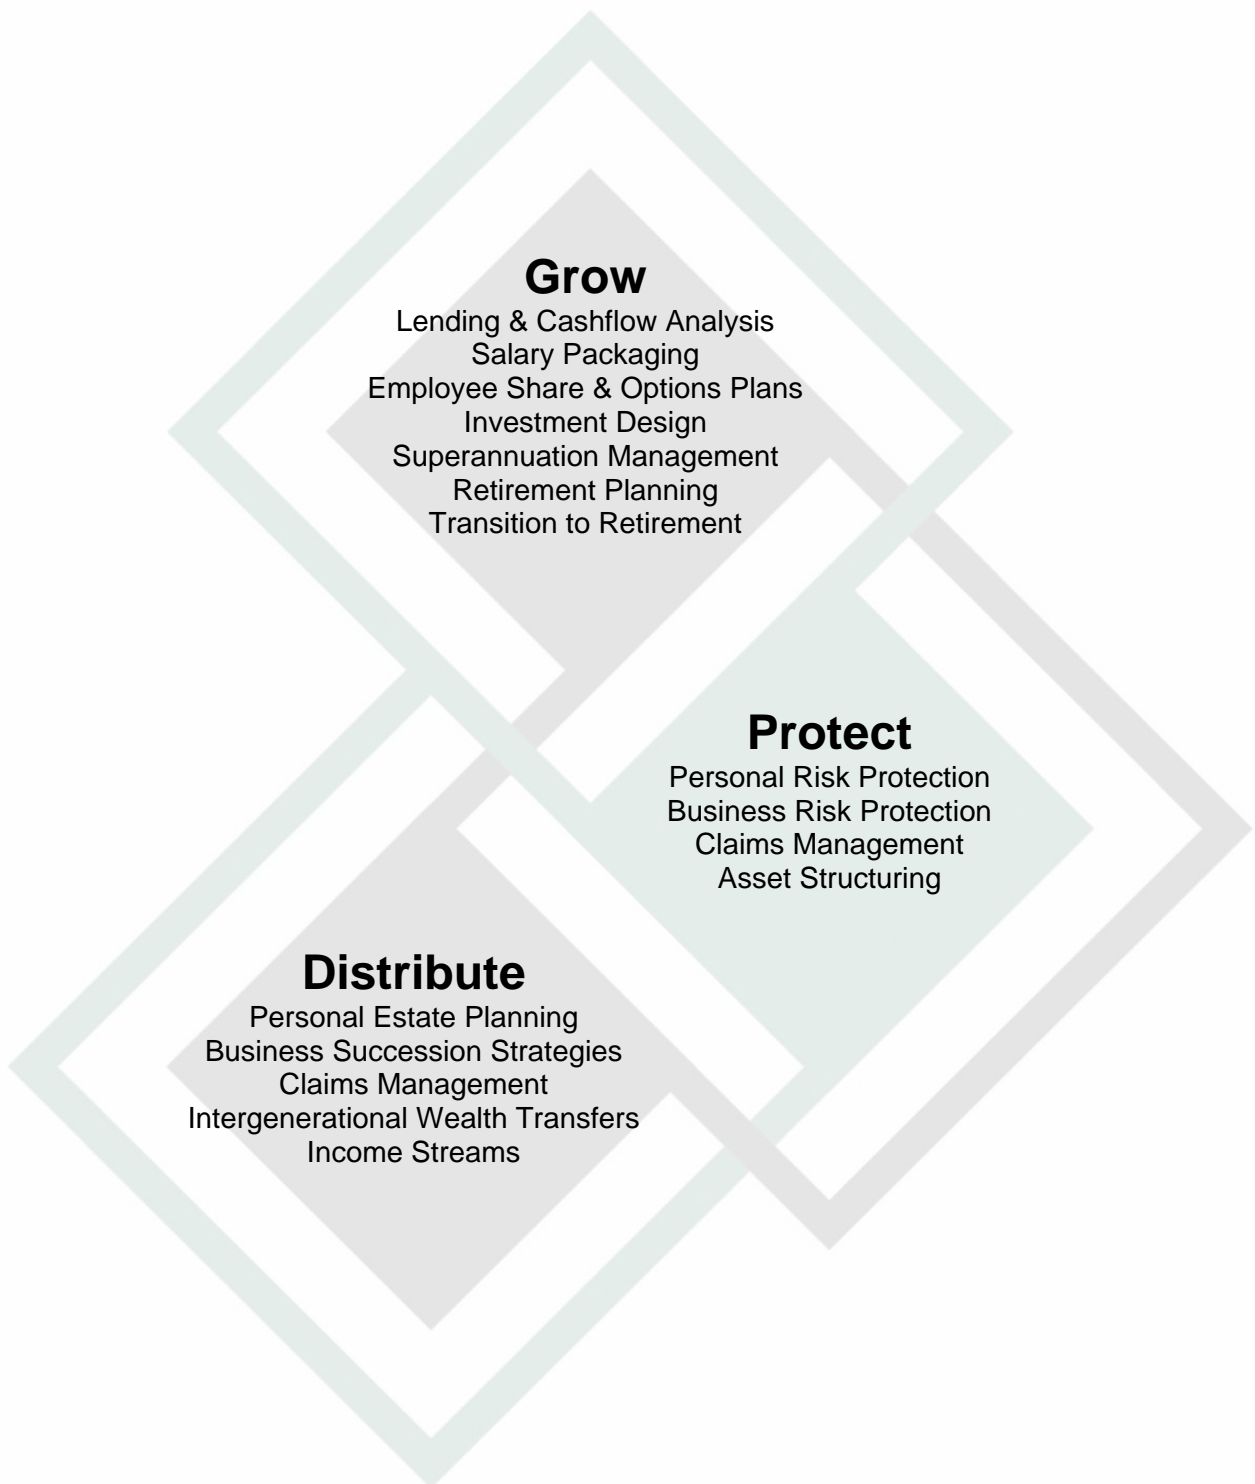 Grow
Lending & Cashflow Analysis
Salary Packaging
Employee Share & Options Plans
Investment Design
Superannuation Management
Retirement Planning
Transition to Retirement
Protect
Personal Risk Protection
Business Risk Protection
Claims Management
Asset Structuring
Distribute
Personal Estate Planning
Business Succession Strategies
Claims Management
Intergenerational Wealth Transfers
Income Streams